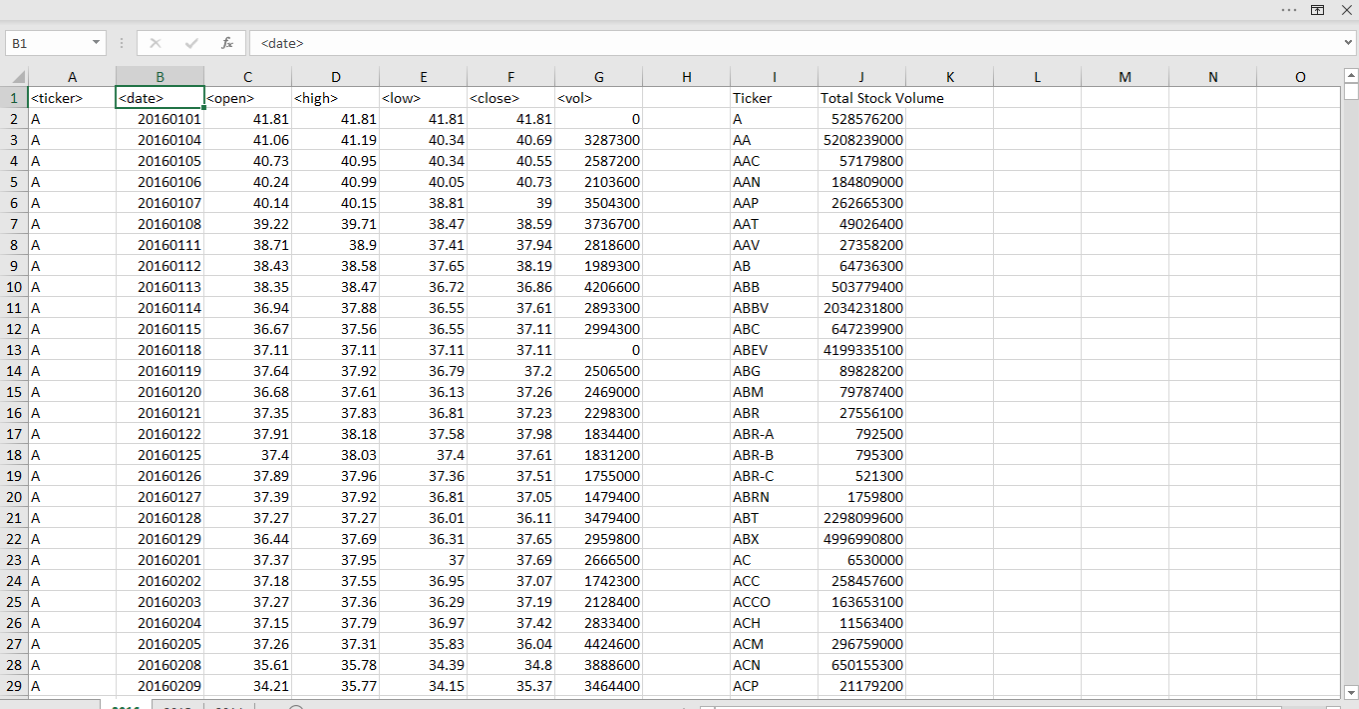 B1 fx <date>
A B C D E F G H I J K L M N O
1 <ticker> <date> <open> <high> <low> <close> <vol> Ticker Total Stock Volume
2 A 20160101 41.81 41.81 41.81 41.81 0 A 528576200
3 A 20160104 41.06 41.19 40.34 40.69 3287300 AA 5208239000
4 A 20160105 40.73 40.95 40.34 40.55 2587200 AAC 57179800
5 A 20160106 40.24 40.99 40.05 40.73 2103600 AAN 184809000
6 A 20160107 40.14 40.15 38.81 39 3504300 AAP 262665300
7 A 20160108 39.22 39.71 38.47 38.59 3736700 AAT 49026400
8 A 20160111 38.71 38.9 37.41 37.94 2818600 AAV 27358200
9 A 20160112 38.43 38.58 37.65 38.19 1989300 AB 64736300
10 A 20160113 38.35 38.47 36.72 36.86 4206600 ABB 503779400
11 A 20160114 36.94 37.88 36.55 37.61 2893300 ABBV 2034231800
12 A 20160115 36.67 37.56 36.55 37.11 2994300 ABC 647239900
13 A 20160118 37.11 37.11 37.11 37.11 0 ABEV 4199335100
14 A 20160119 37.64 37.92 36.79 37.2 2506500 ABG 89828200
15 A 20160120 36.68 37.61 36.13 37.26 2469000 ABM 79787400
16 A 20160121 37.35 37.83 36.81 37.23 2298300 ABR 27556100
17 A 20160122 37.91 38.18 37.58 37.98 1834400 ABR-A 792500
18 A 20160125 37.4 38.03 37.4 37.61 1831200 ABR-B 795300
19 A 20160126 37.89 37.96 37.36 37.51 1755000 ABR-C 521300
20 A 20160127 37.39 37.92 36.81 37.05 1479400 ABRN 1759800
21 A 20160128 37.27 37.27 36.01 36.11 3479400 ABT 2298099600
22 A 20160129 36.44 37.69 36.31 37.65 2959800 ABX 4996990800
23 A 20160201 37.37 37.95 37 37.69 2666500 AC 6530000
24 A 20160202 37.18 37.55 36.95 37.07 1742300 ACC 258457600
25 A 20160203 37.27 37.36 36.29 37.19 2128400 ACCO 163653100
26 A 20160204 37.15 37.79 36.97 37.42 2833400 ACH 11563400
27 A 20160205 37.26 37.31 35.83 36.04 4424600 ACM 296759000
28 A 20160208 35.61 35.78 34.39 34.8 3888600 ACN 650155300
29 A 20160209 34.21 35.77 34.15 35.37 3464400 ACP 21179200